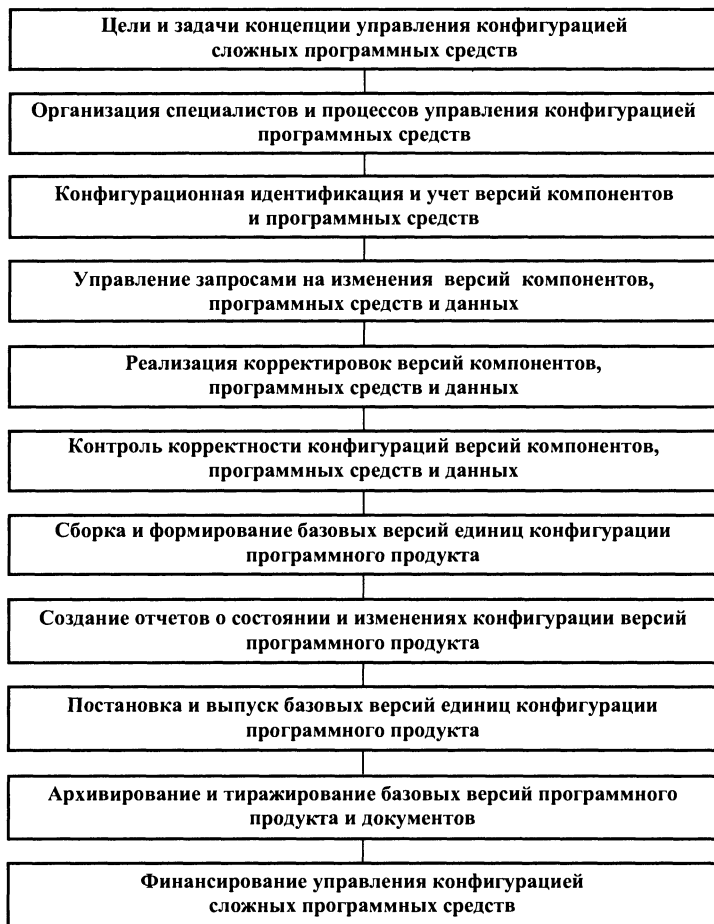 Цели и задачи концепции управления конфигурацией
сложных программных средств
Организация специалистов и процессов управления конфигурацией
программных средств
Конфигурационная идентификация и учет версий компонентов
и программных средств
Управление запросами на изменения версий компонентов,
программных средств и данных
Реализация корректировок версий компонентов,
программных средств и данных
Контроль корректности конфигураций версий компонентов,
программных средств и данных
Сборка и формирование базовых версий единиц конфигурации
программного продукта
Создание отчетов о состоянии и изменениях конфигурации версий
программного продукта
Постановка и выпуск базовых версий единиц конфигурации
программного продукта
Архивирование и тиражирование базовых версий программного
продукта и документов
Финансирование управления конфигурацией
сложных программных средств